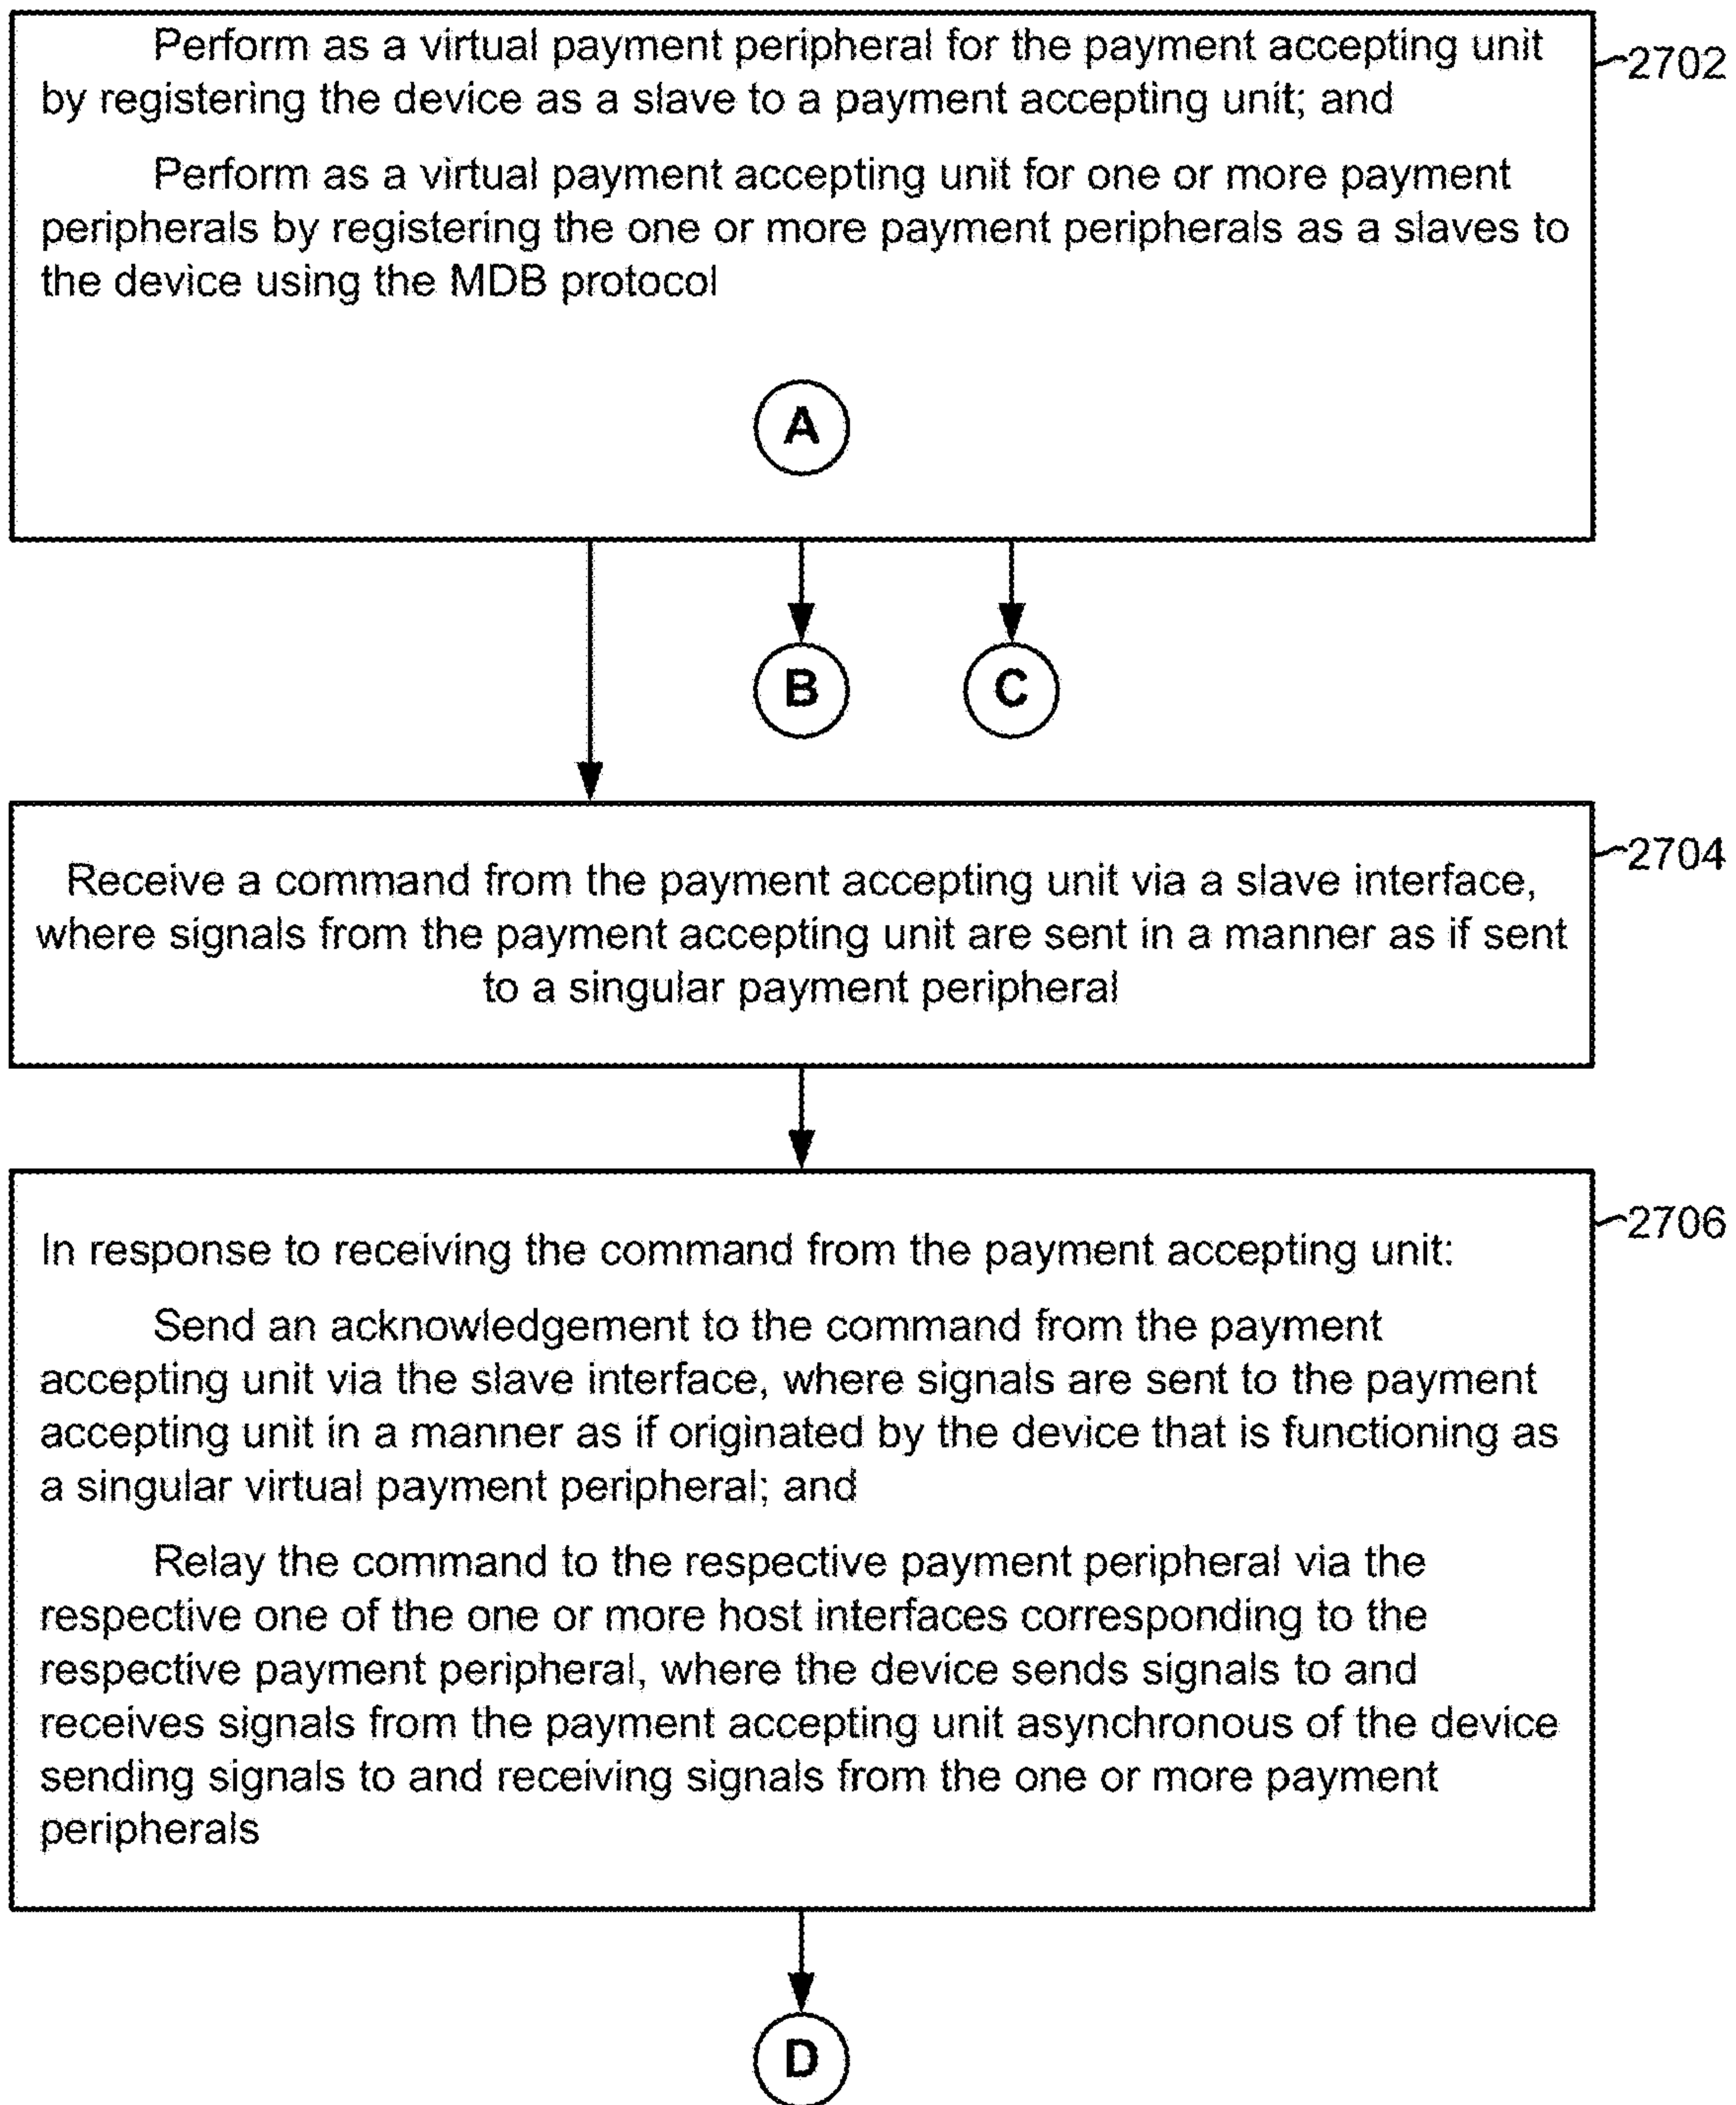 Perform as a virtual payment peripheral for the payment accepting unit
by registering the device as a slave to a payment accepting unit; and
Perform as a virtual payment accepting unit for one or more payment
peripherals by registering the one or more payment peripherals as a slaves to
the device using the MDB protocol
2702
A
B
C
Receive a command from the payment accepting unit via a slave interface,
where signals from the payment accepting unit are sent in a manner as if sent
to a singular payment peripheral
2704
In response to receiving the command from the payment accepting unit:
Send an acknowledgement to the command from the payment
accepting unit via the slave interface, where signals are sent to the payment
accepting unit in a manner as if originated by the device that is functioning as
a singular virtual payment peripheral; and
Relay the command to the respective payment peripheral via the
respective one of the one or more host interfaces corresponding to the
respective payment peripheral, where the device sends signals to and
receives signals from the payment accepting unit asynchronous of the device
sending signals to and receiving signals from the one or more payment
peripherals
2706
D